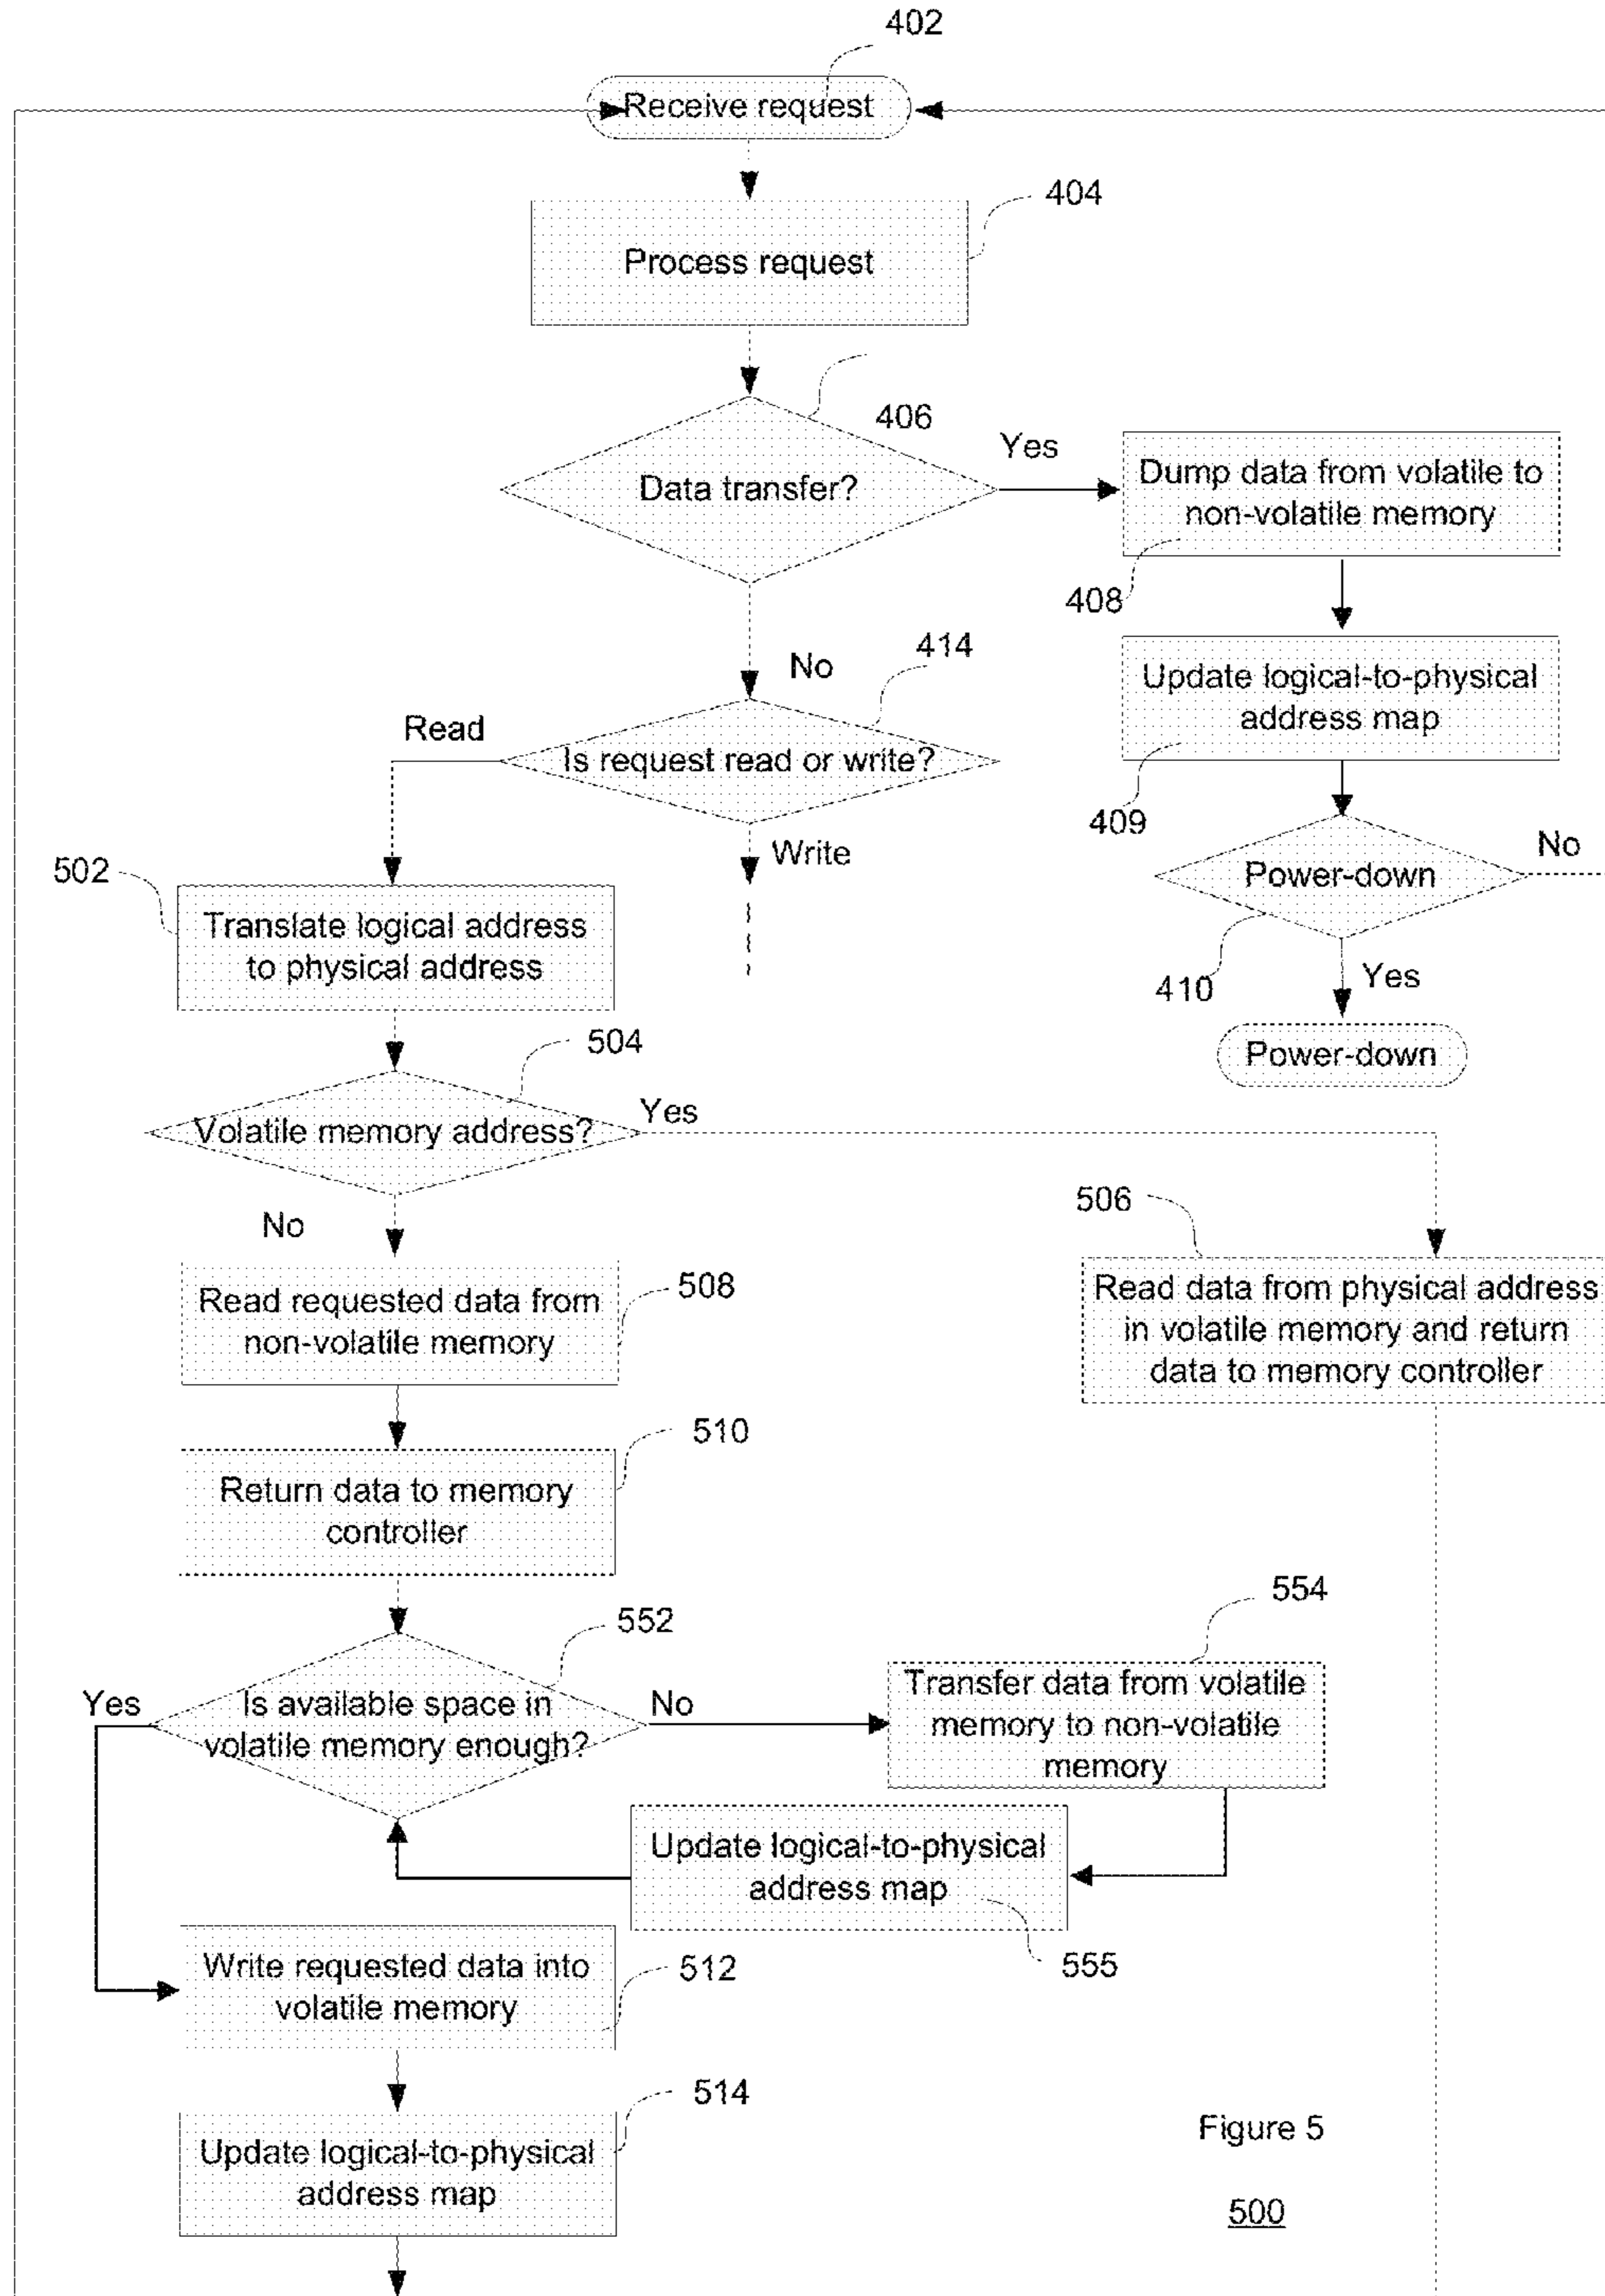 402
Receive request
404
Process request
406
Data transfer?
Yes
Dump data from volatile to
non-volatile memory
408
No
414
Update logical-to-physical
address map
409
Read
Is request read or write?
Write
Power-down
No
410
Yes
Power-down
502
Translate logical address
to physical address
504
Volatile memory address?
Yes
No
506
Read data from physical address
in volatile memory and return
data to memory controller
508
Read requested data from
non-volatile memory
510
Return data to memory
controller
552
Yes
Is available space in
volatile memory enough?
No
554
Transfer data from volatile
memory to non-volatile
memory
Update logical-to-physical
address map
555
Write requested data into
volatile memory
512
514
Update logical-to-physical
address map
Figure 5
500